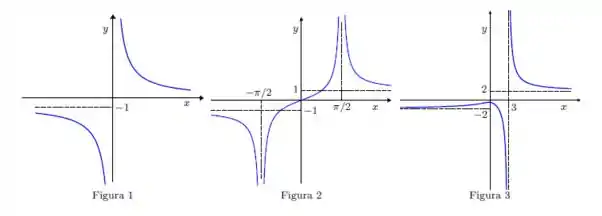 y
x
−1
Figura 1
y
−π/2
1
−1
π/2
x
Figura 2
y
2
−2
3
x
Figura 3